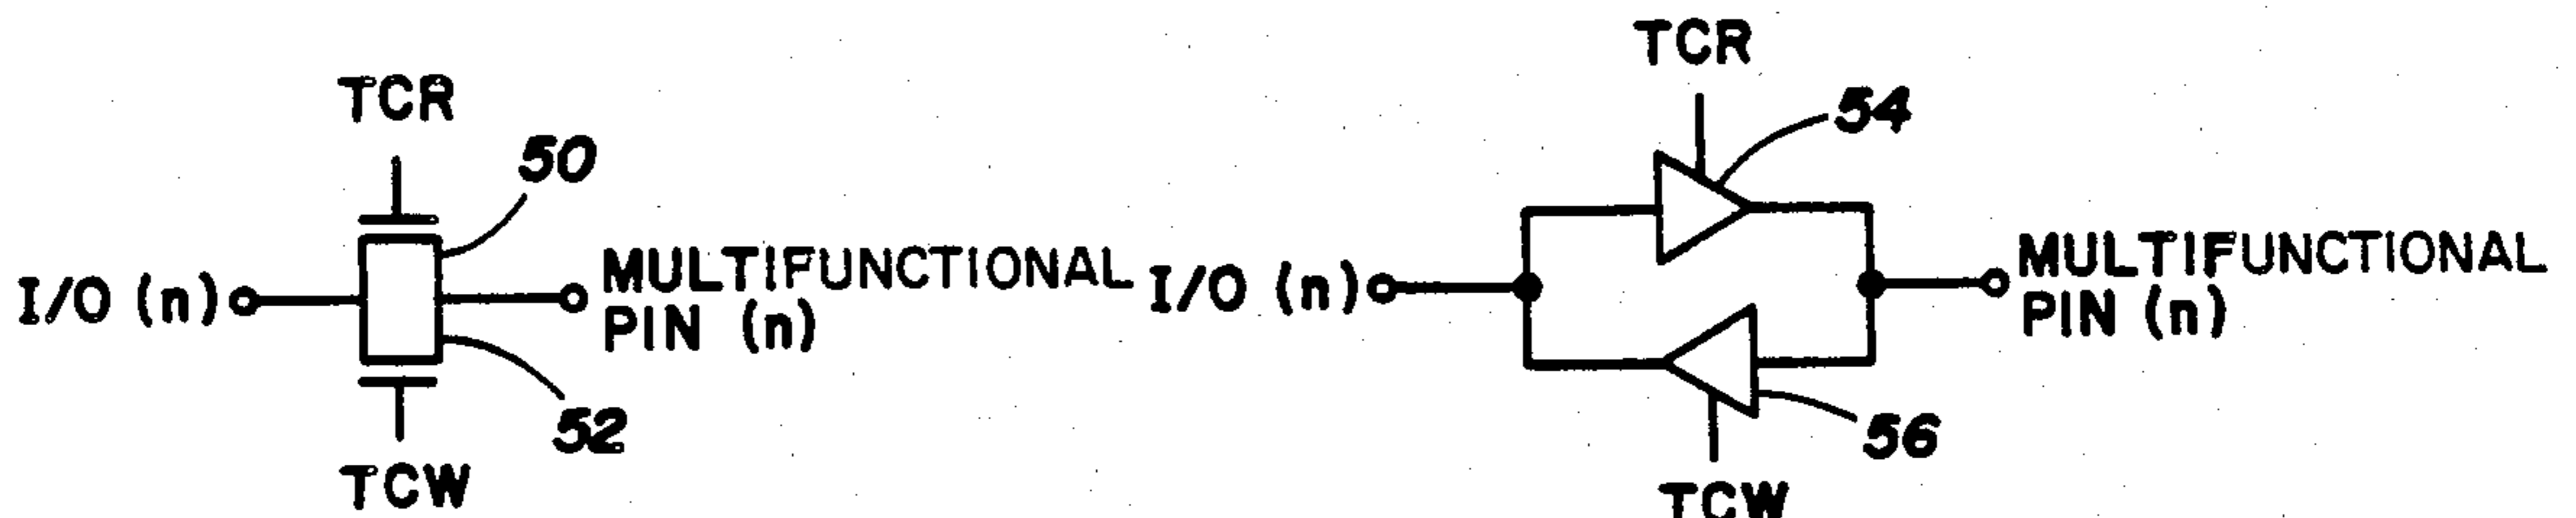 TCR
50
I/O (n)
MULTIFUNCTIONAL
PIN (n)
52
TCW
TCR
54
I/O (n)
MULTIFUNCTIONAL
PIN (n)
56
TCW